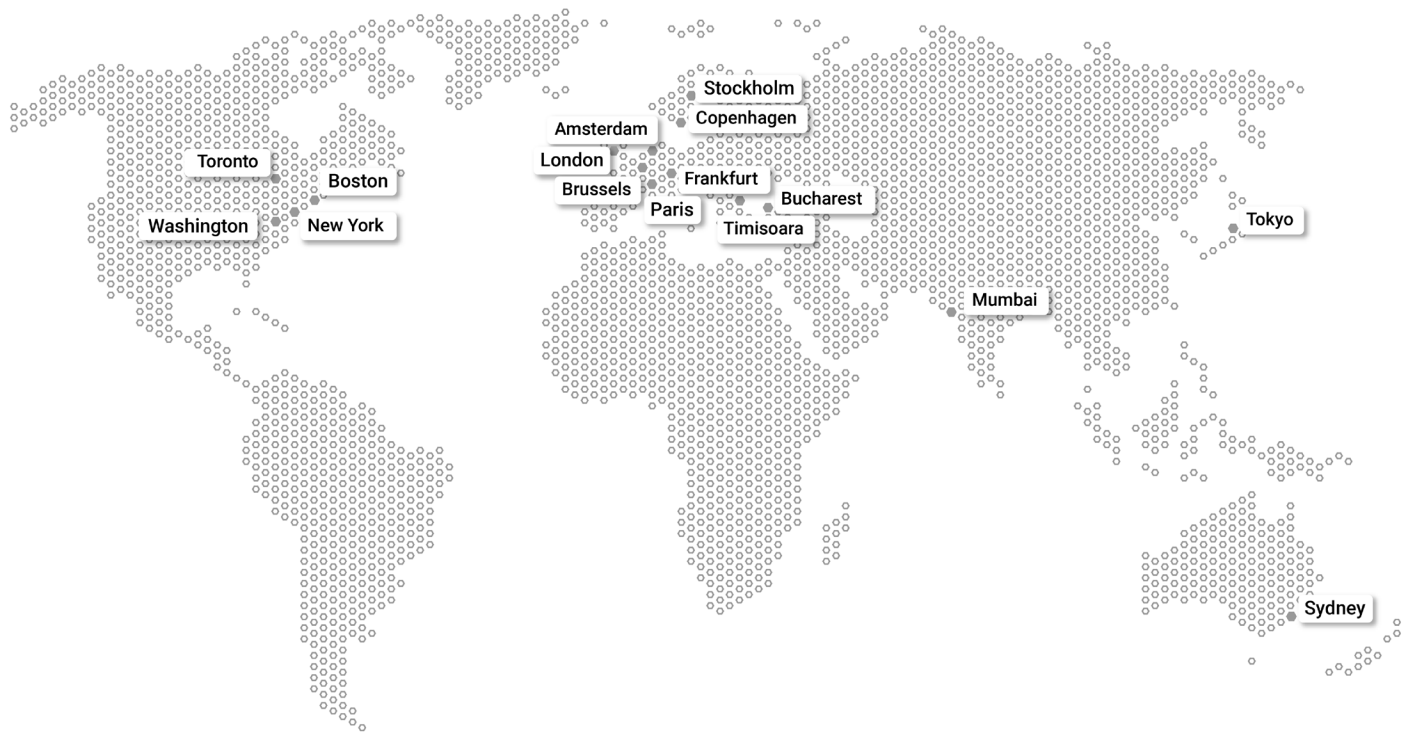 Stockholm
Copenhagen
Amsterdam
London
Toronto
Boston
Frankfurt
Brussels
Bucharest
Paris
Tokyo
Washington
New York
Timisoara
Mumbai
Sydney